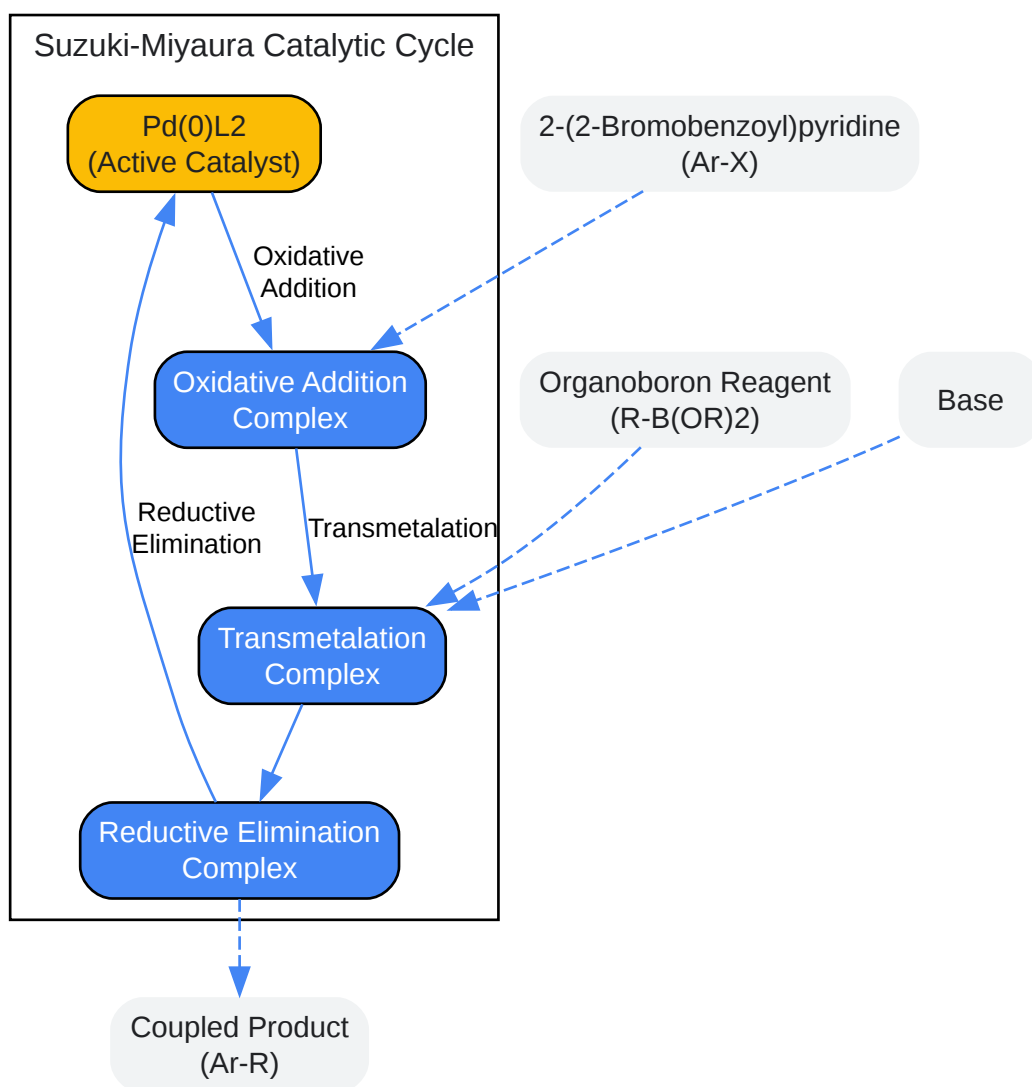 Suzuki-Miyaura Catalytic Cycle
Pd(0)L2
(Active Catalyst)
2-(2-Bromobenzoyl)pyridine
(Ar-X)
Oxidative
Addition
Oxidative Addition
Complex
Organoboron Reagent
(R-B(OR)2)
Base
Reductive
Elimination
Transmetalation
Transmetalation
Complex
Reductive Elimination
Complex
Coupled Product
(Ar-R)